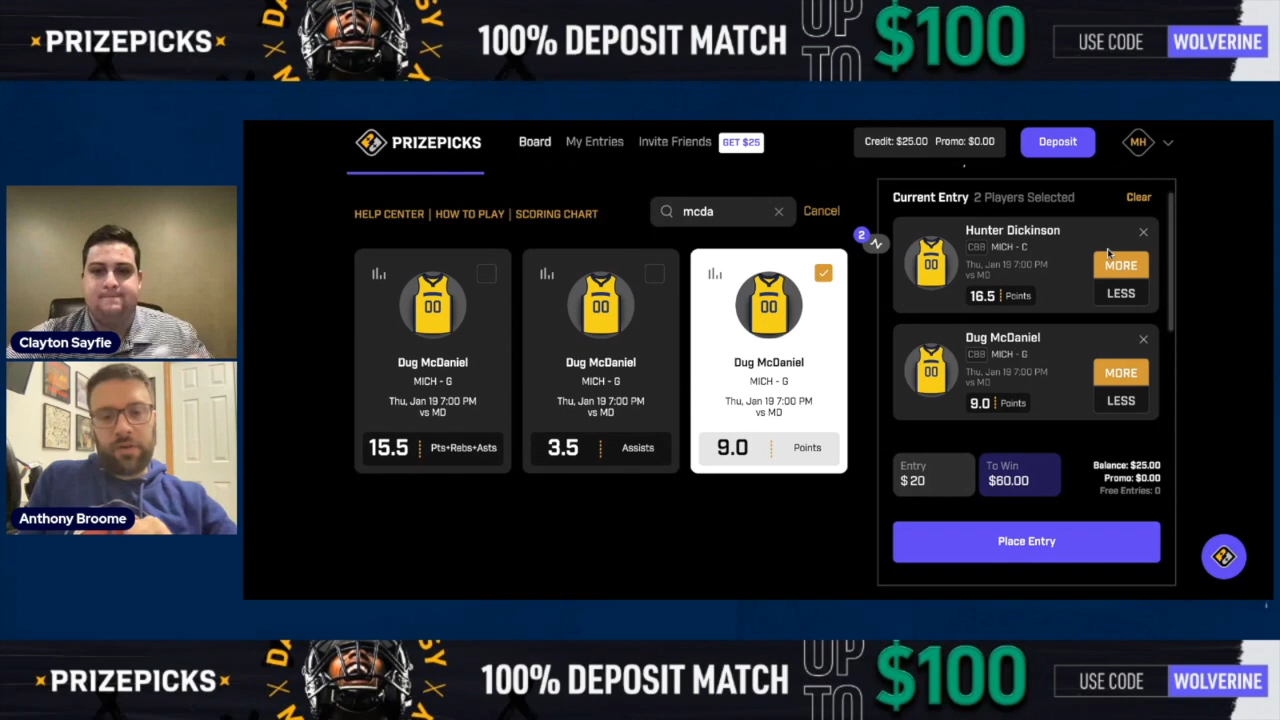 PRIZEPICKS
100% DEPOSIT MATCH
UP TO
$100
USE CODE
WOLVERINE
PRIZEPICKS
Board
My Entries
Invite Friends
GET $25
Credit: $25.00 Promo: $0.00
Deposit
MH
HELP CENTER | HOW TO PLAY | SCORING CHART
mcda
Cancel
00
Dug McDaniel
MICH - G
Thu, Jan 19 7:00 PM
vs MD
15.5
Pts+Rebs+Asts
00
Dug McDaniel
MICH - G
Thu, Jan 19 7:00 PM
vs MD
3.5
Assists
00
Dug McDaniel
MICH - G
Thu, Jan 19 7:00 PM
vs MD
9.0
Points
Current Entry 2 Players Selected
Clear
2
00
Hunter Dickinson
CBB MICH - C
Thu, Jan 19 7:00 PM
vs MD
16.5 Points
MORE
LESS
00
Dug McDaniel
CBB MICH - G
Thu, Jan 19 7:00 PM
vs MD
9.0 Points
MORE
LESS
Entry
$ 20
To Win
$60.00
Balance: $25.00
Promo: $0.00
Free Entries: 0
Place Entry
Clayton Sayfie
Anthony Broome
PRIZEPICKS
100% DEPOSIT MATCH
UP TO
$100
USE CODE
WOLVERINE